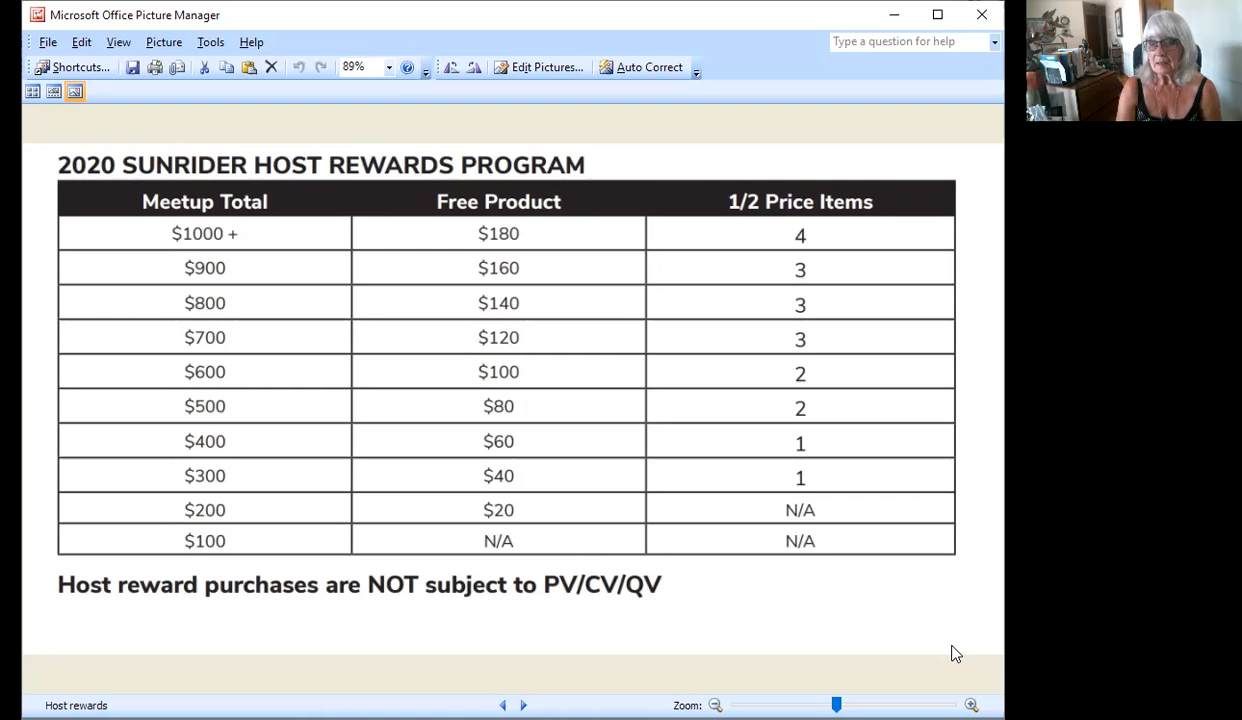 Microsoft Office Picture Manager
File Edit View Picture Tools Help
Type a question for help
Shortcuts... 89% Edit Pictures... Auto Correct
2020 SUNRIDER HOST REWARDS PROGRAM
Meetup Total Free Product 1/2 Price Items
$1000 + $180 4
$900 $160 3
$800 $140 3
$700 $120 3
$600 $100 2
$500 $80 2
$400 $60 1
$300 $40 1
$200 $20 N/A
$100 N/A N/A
Host reward purchases are NOT subject to PV/CV/QV
Host rewards Zoom: